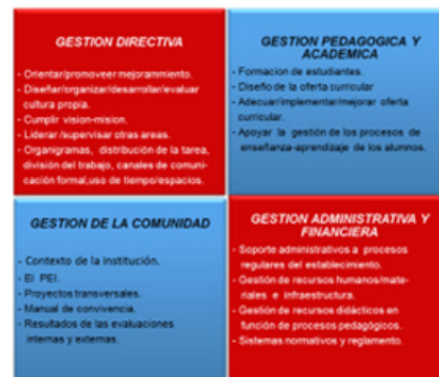 GESTION DIRECTIVA
- Orientar/promoveer mejoramiento.
- Diseñar/organizar/desarrollar/evaluar
cultura propia.
- Cumplir vision-mision.
- Liderar /supervisar otras areas.
- Organigramas, distribución de la tarea,
división del trabajo, canales de comuni-
cación formal,uso de tiempo/espacios.
GESTION PEDAGOGICA Y
ACADEMICA
- Formacion de estudiantes.
- Diseño de la oferta curricular
- Adecuar/implementar/mejorar oferta
curricular.
- Apoyar la gestión de los procesos de
enseñanza-aprendizaje de los alumnos.
GESTION DE LA COMUNIDAD
- Contexto de la institución.
- El PEI.
- Proyectos transversales.
- Manual de convivencia.
- Resultados de las evaluaciones
internas y externas.
GESTION ADMINISTRATIVA Y
FINANCIERA
- Soporte administrativos a procesos
regulares del establecimiento.
- Gestión de recursos humanos/mate-
riales e infraestructura.
- Gestión de recursos didácticos en
función de procesos pedagógicos.
- Sistemas normativos y reglamento.